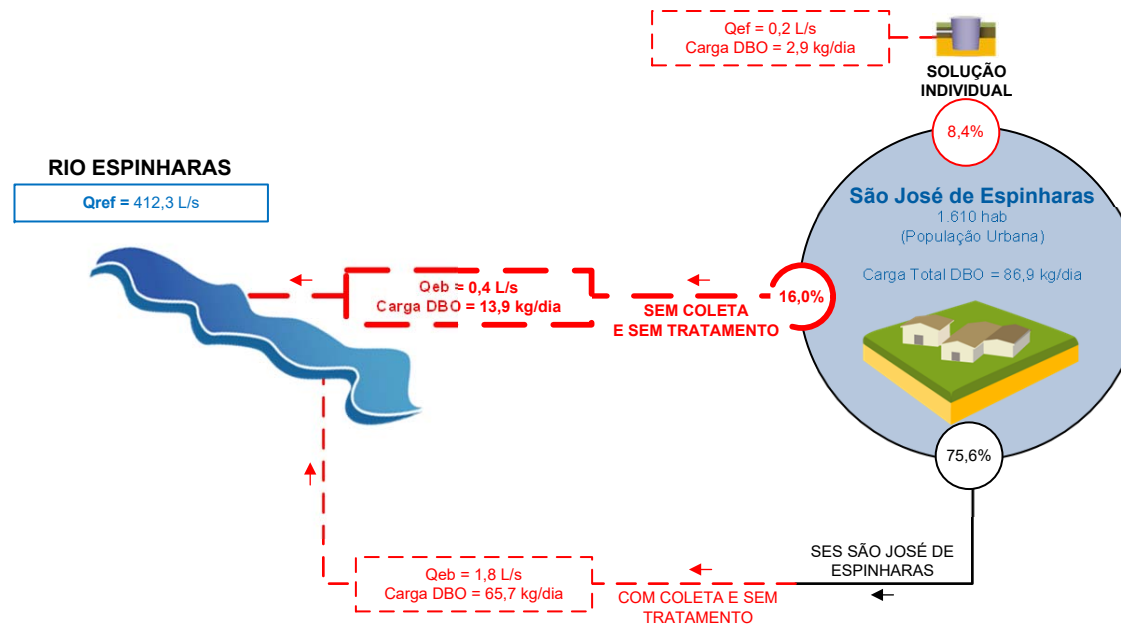 Qef = 0,2 L/s
Carga DBO = 2,9 kg/dia
SOLUÇÃO
INDIVIDUAL
8,4%
RIO ESPINHARAS
Qref = 412,3 L/s
São José de Espinharas
1.610 hab
(População Urbana)
Carga Total DBO = 86,9 kg/dia
Qeb = 0,4 L/s
Carga DBO = 13,9 kg/dia
SEM COLETA
E SEM TRATAMENTO
16,0%
75,6%
SES SÃO JOSÉ DE
ESPINHARAS
Qeb = 1,8 L/s
Carga DBO = 65,7 kg/dia
COM COLETA E SEM
TRATAMENTO